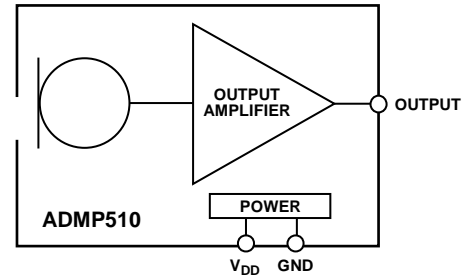 OUTPUT
AMPLIFIER
OUTPUT
POWER
ADMP510
VDD GND